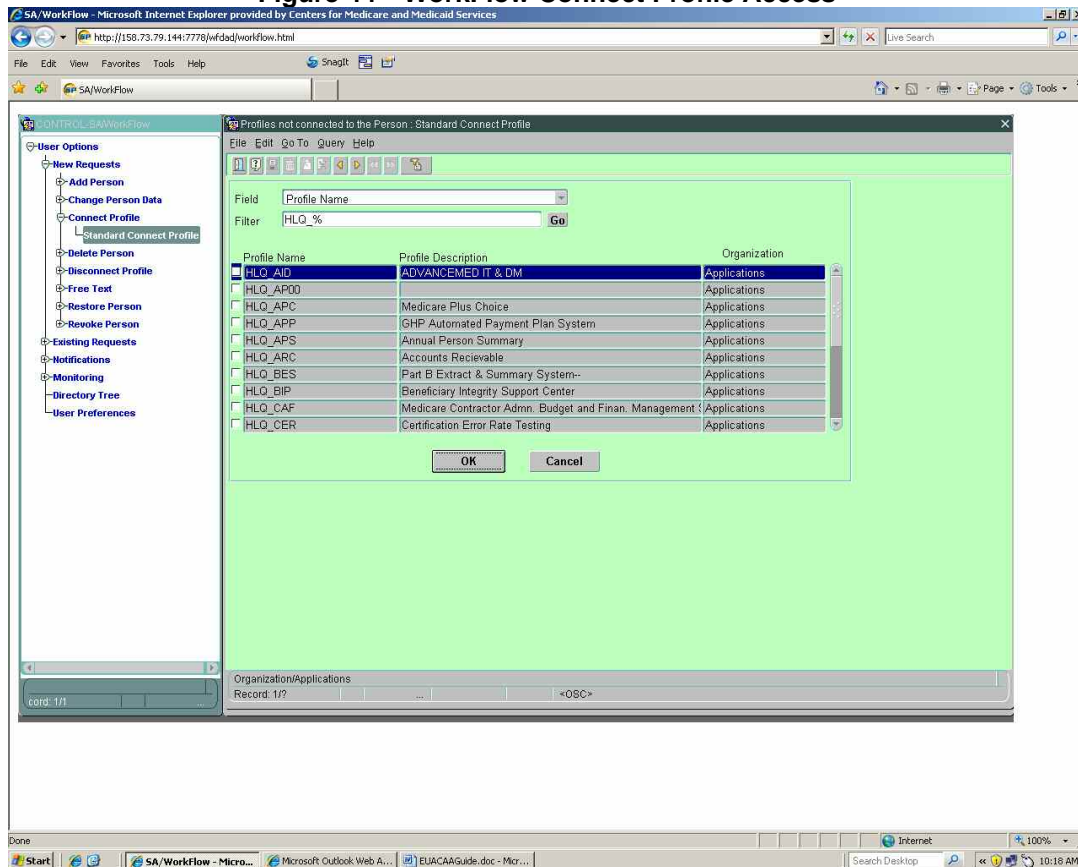 SA/WorkFlow - Microsoft Internet Explorer provided by Centers for Medicare and Medicaid Services
http://158.73.79.144:7778/wfdad/workflow.html
Live Search
File Edit View Favorites Tools Help
SnagIt
SA/WorkFlow
Page Tools
CONTROL-SA/WorkFlow
User Options
New Requests
Add Person
Change Person Data
Connect Profile
Standard Connect Profile
Delete Person
Disconnect Profile
Free Text
Restore Person
Revoke Person
Existing Requests
Notifications
Monitoring
Directory Tree
User Preferences
cord: 1/1 ...
Profiles not connected to the Person : Standard Connect Profile
File Edit Go To Query Help
Field Profile Name
Filter HLQ_% Go
Profile Name Profile Description Organization
HLQ_AID ADVANCEMED IT & DM Applications
HLQ_AP00 Applications
HLQ_APC Medicare Plus Choice Applications
HLQ_APP GHP Automated Payment Plan System Applications
HLQ_APS Annual Person Summary Applications
HLQ_ARC Accounts Recievable Applications
HLQ_BES Part B Extract & Summary System-- Applications
HLQ_BIP Beneficiary Integrity Support Center Applications
HLQ_CAF Medicare Contractor Admn. Budget and Finan. Management Applications
HLQ_CER Certification Error Rate Testing Applications
OK Cancel
Organization/Applications
Record: 1/? ... <OSC>
Done Internet 100%
Start SA/WorkFlow - Micro... Microsoft Outlook Web A... EUACAAGuide.doc - Micr... Search Desktop 10:18 AM